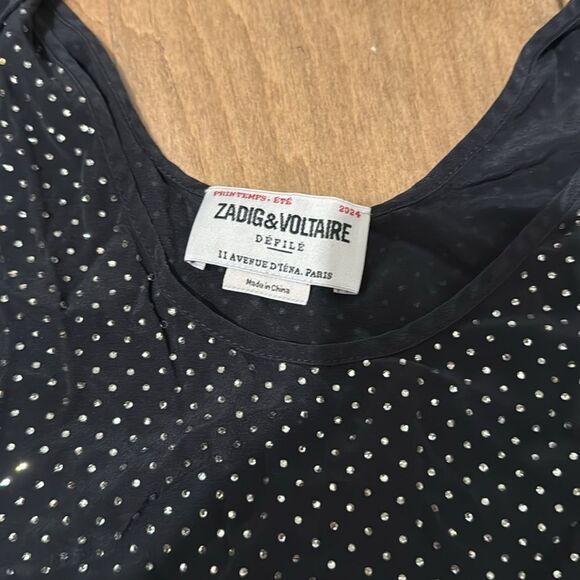 PRINTEMPS. ÉTÉ 2024
ZADIG&VOLTAIRE
DÉFILÉ
11 AVENUE D'IÉNA. PARIS
Made in China